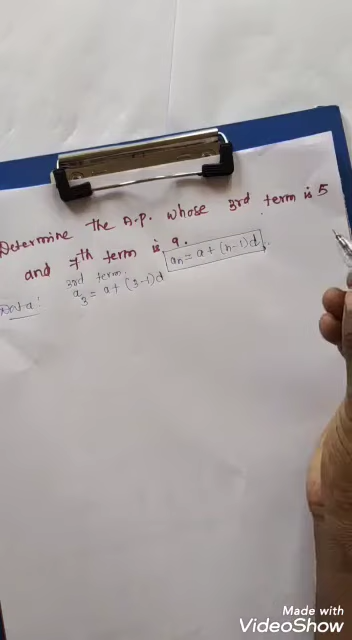 Determine the A.P. whose 3rd term is 5
and 7th term is 9.
an = a + (n-1)d.
Data:
3rd term.
a3 = a + (3-1)d
Made with
VideoShow